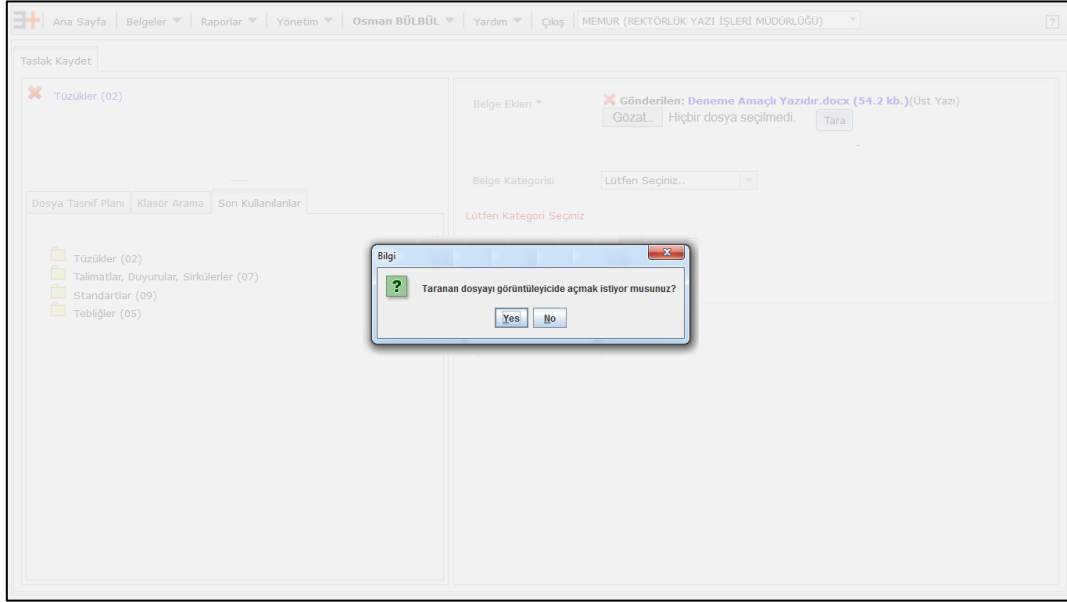 Ana Sayfa Belgeler Raporlar Yönetim Osman BÜLBÜL Yardım Çıkış MEMUR (REKTÖRLÜK YAZI İŞLERİ MÜDÜRLÜĞÜ) ?
Taslak Kaydet
Tüzükler (02)
Belge Ekleri * Gönderilen: Deneme Amaçlı Yazıdır.docx (54.2 kb.)(Üst Yazı)
Gözat.. Hiçbir dosya seçilmedi. Tara
Belge Kategorisi Lütfen Seçiniz..
Lütfen Kategori Seçiniz
Dosya Tasnif Planı Klasör Arama Son Kullanılanlar
Tüzükler (02)
Talimatlar, Duyurular, Sirkülerler (07)
Standartlar (09)
Tebliğler (05)
Bilgi
Taranan dosyayı görüntüleyicide açmak istiyor musunuz?
Yes No